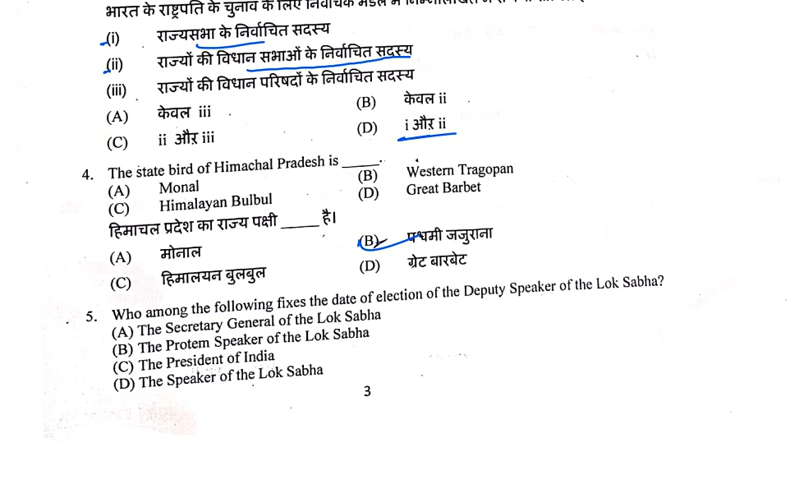 भारत के राष्ट्रपति के चुनाव के लिए निर्वाचक मंडल में
(i) राज्यसभा के निर्वाचित सदस्य
(ii) राज्यों की विधान सभाओं के निर्वाचित सदस्य
(iii) राज्यों की विधान परिषदों के निर्वाचित सदस्य
(A) केवल iii (B) केवल ii
(C) ii और iii (D) i और ii
4. The state bird of Himachal Pradesh is _____.
(A) Monal (B) Western Tragopan
(C) Himalayan Bulbul (D) Great Barbet
हिमाचल प्रदेश का राज्य पक्षी _____ है।
(A) मोनाल (B) पश्चमी जजुराना
(C) हिमालयन बुलबुल (D) ग्रेट बारबेट
5. Who among the following fixes the date of election of the Deputy Speaker of the Lok Sabha?
(A) The Secretary General of the Lok Sabha
(B) The Protem Speaker of the Lok Sabha
(C) The President of India
(D) The Speaker of the Lok Sabha
3